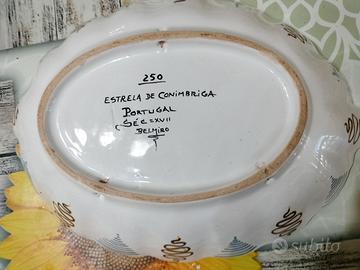 250
ESTRELA DE CONIMBRIGA
PORTUGAL
SÉC=XVII
BELMIRO
subito